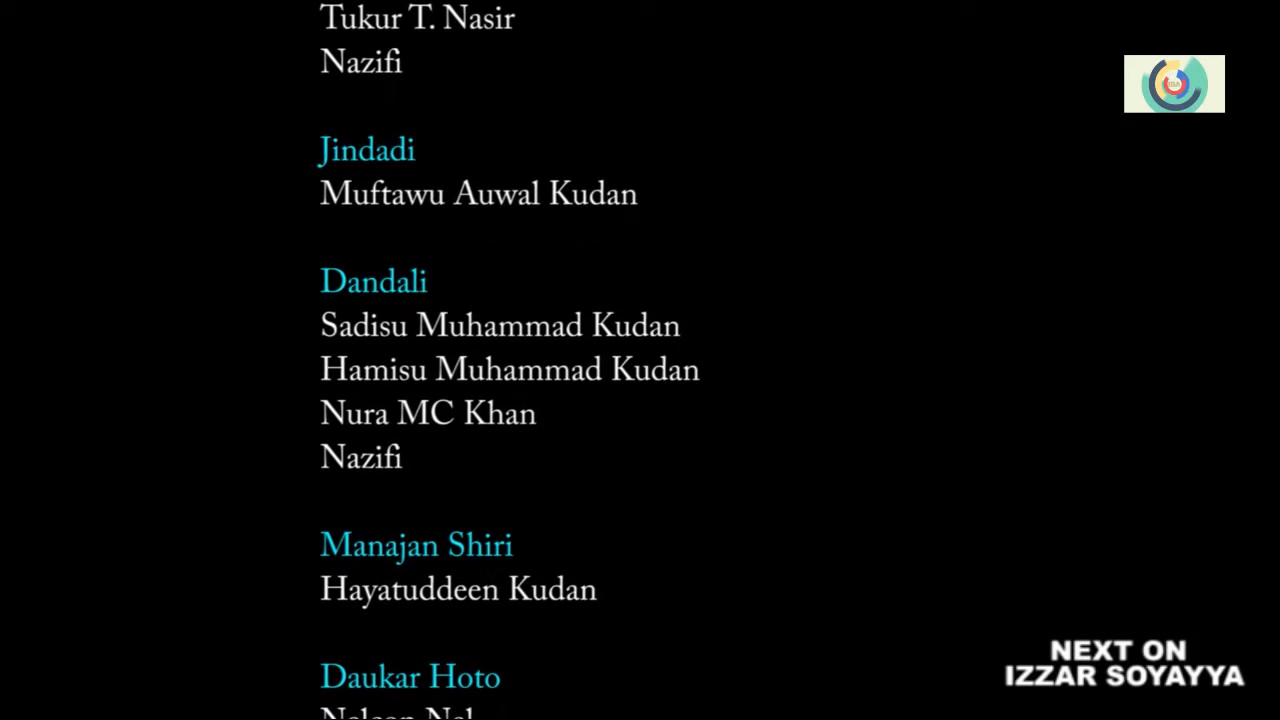 Tukur T. Nasir
Nazifi
Jindadi
Muftawu Auwal Kudan
Dandali
Sadisu Muhammad Kudan
Hamisu Muhammad Kudan
Nura MC Khan
Nazifi
Manajan Shiri
Hayatuddeen Kudan
Daukar Hoto
NEXT ON
IZZAR SOYAYYA